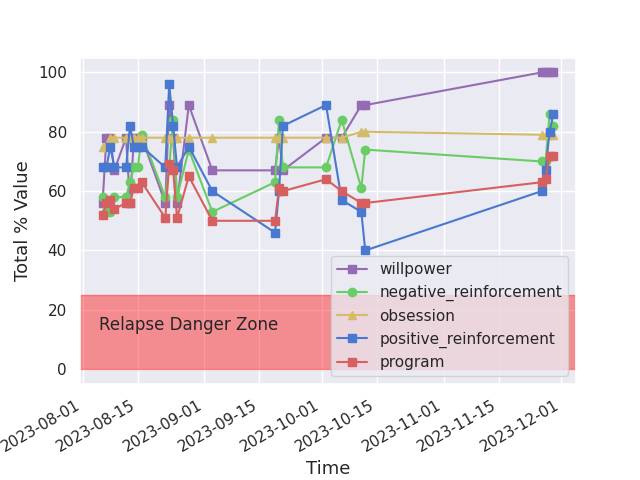 100
80
60
40
20
0
Total % Value
Relapse Danger Zone
willpower
negative_reinforcement
obsession
positive_reinforcement
program
2023-08-01
2023-08-15
2023-09-01
2023-09-15
2023-10-01
2023-10-15
2023-11-01
2023-11-15
2023-12-01
Time